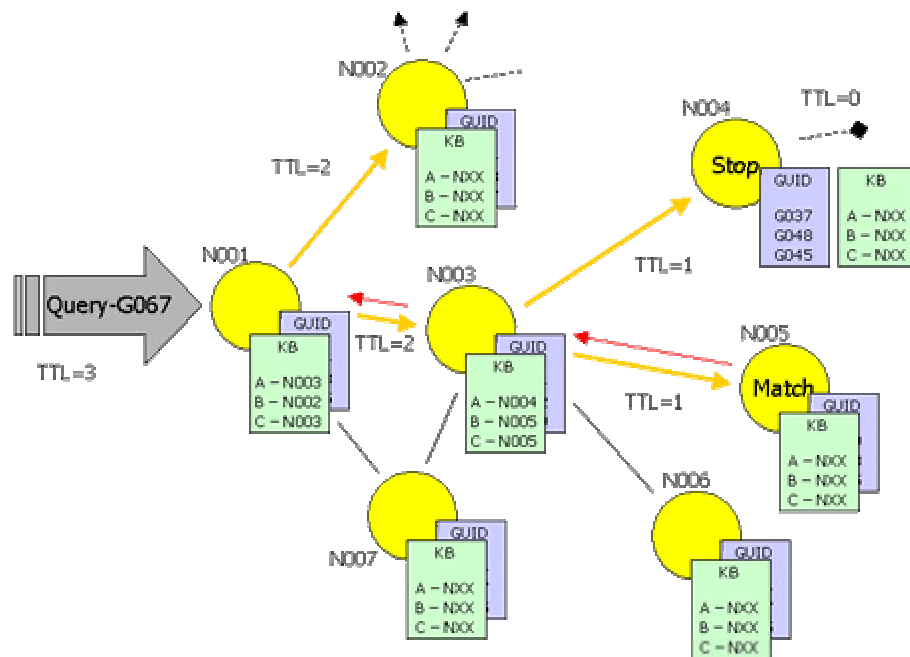 N002
GUID
KB
A - NXX
B - NXX
C - NXX
TTL=2
N004
TTL=0
Stop
GUID
G037
G048
G045
KB
A - NXX
B - NXX
C - NXX
TTL=1
Query-G067
TTL=3
N001
GUID
KB
A - N003
B - N002
C - N003
TTL=2
N003
GUID
KB
A - N004
B - N005
C - N005
N005
Match
GUID
KB
A - NXX
B - NXX
C - NXX
TTL=1
N007
GUID
KB
A - NXX
B - NXX
C - NXX
N006
GUID
KB
A - NXX
B - NXX
C - NXX